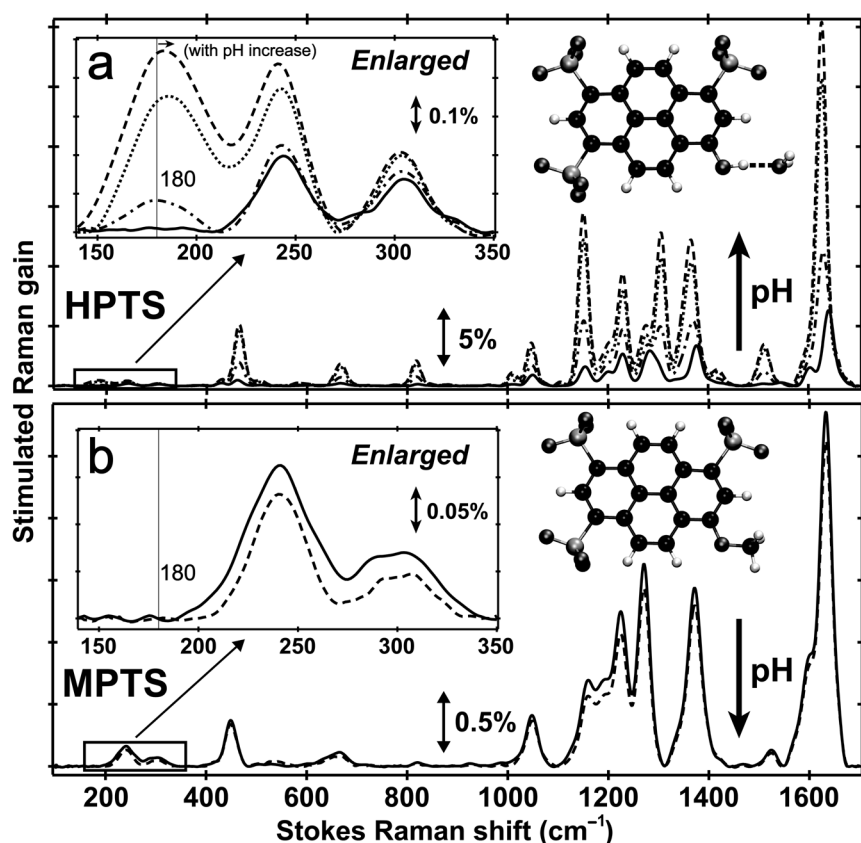 a
(with pH increase)
Enlarged
0.1%
180
150 200 250 300 350
HPTS
5%
pH
b
Enlarged
0.05%
180
150 200 250 300 350
MPTS
0.5%
pH
200 400 600 800 1000 1200 1400 1600
Stimulated Raman gain
Stokes Raman shift (cm⁻¹)